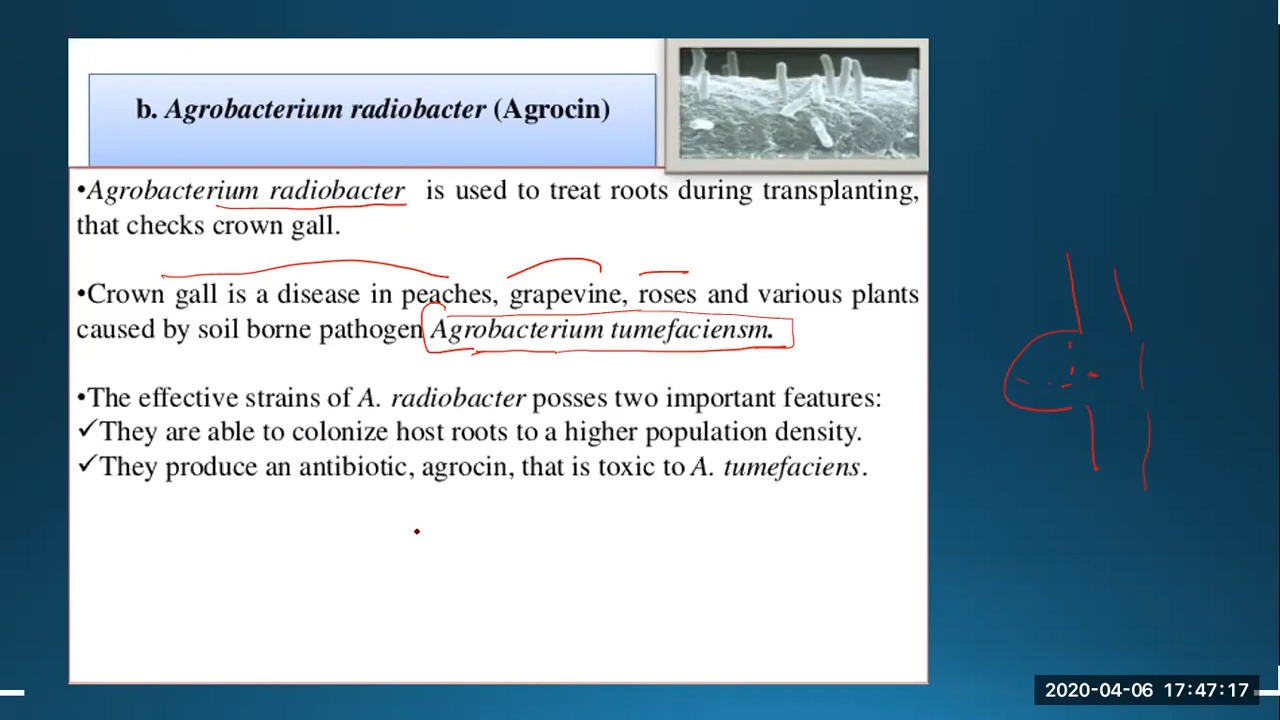 b. Agrobacterium radiobacter (Agrocin)
•Agrobacterium radiobacter is used to treat roots during transplanting,
that checks crown gall.
•Crown gall is a disease in peaches, grapevine, roses and various plants
caused by soil borne pathogen Agrobacterium tumefaciensm.
•The effective strains of A. radiobacter posses two important features:
✓They are able to colonize host roots to a higher population density.
✓They produce an antibiotic, agrocin, that is toxic to A. tumefaciens.
2020-04-06 17:47:17